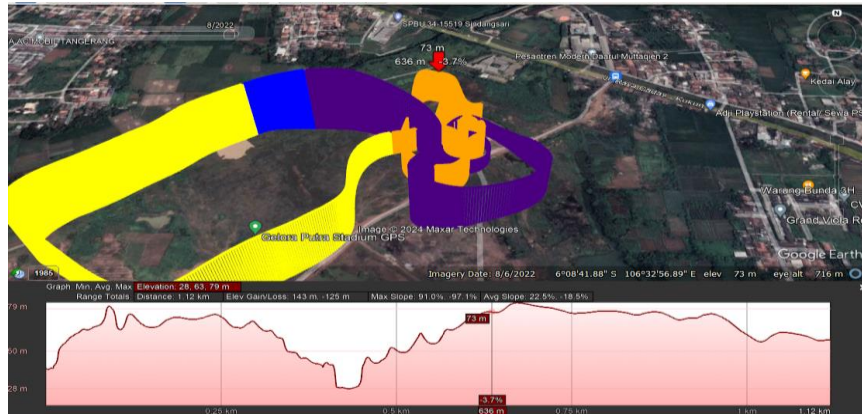 8/2022
SPBU 34-15519 Sindangsari
73 m
636 m -3.7%
N
Pesantren Modern Daarul Muttaqien 2
Kedai Alay
Adji Playstation (Rental/ Sewa PS
Warung Bunda 3H
Grand Viola Re
Gelora Putra Stadium GPS
Image © 2024 Maxar Technologies
Google Earth
1985
Imagery Date: 8/6/2022 6°08'41.88" S 106°32'56.89" E elev 73 m eye alt 716 m
Graph: Min, Avg, Max Elevation: 28, 63, 79 m
Range Totals: Distance: 1.12 km Elev Gain/Loss: 143 m, -125 m Max Slope: 91.0%, -97.1% Avg Slope: 22.5%, -18.5%
79 m
73 m
60 m
28 m
-3.7%
0.25 km 0.5 km 636 m 0.75 km 1 km 1.12 km